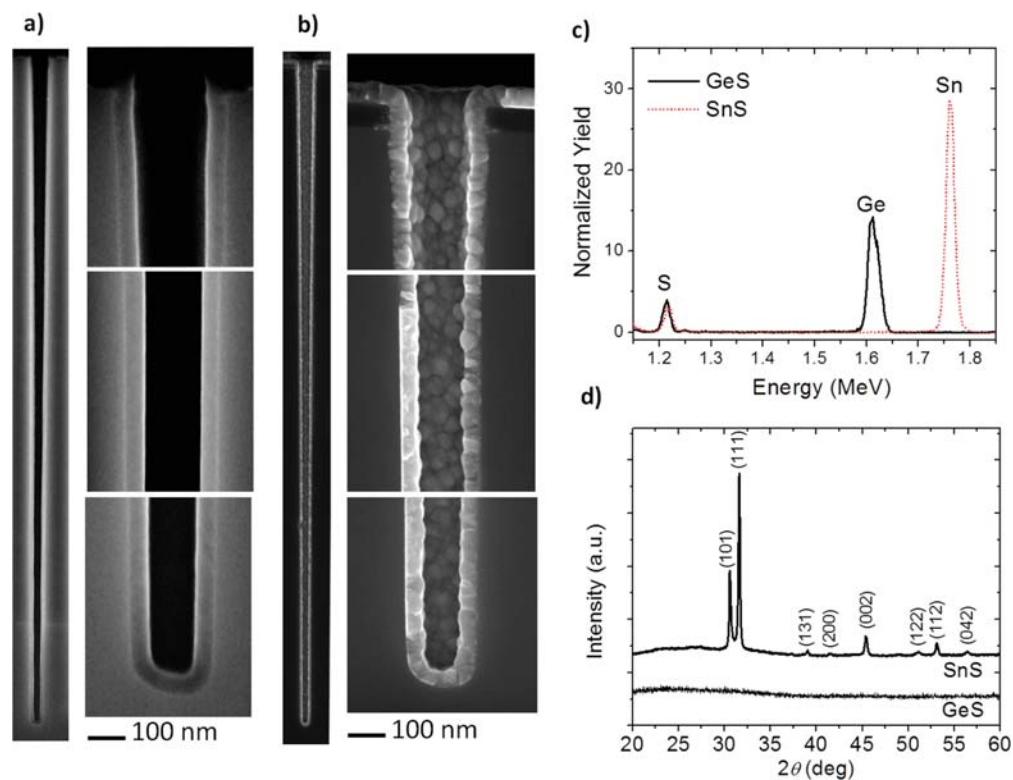 a)
b)
100 nm
100 nm
c)
GeS
SnS
Sn
Ge
S
Normalized Yield
30
20
10
0
1.2 1.3 1.4 1.5 1.6 1.7 1.8
Energy (MeV)
d)
(101)
(111)
(131)
(200)
(002)
(122)
(112)
(042)
SnS
GeS
Intensity (a.u.)
20 25 30 35 40 45 50 55 60
2θ (deg)